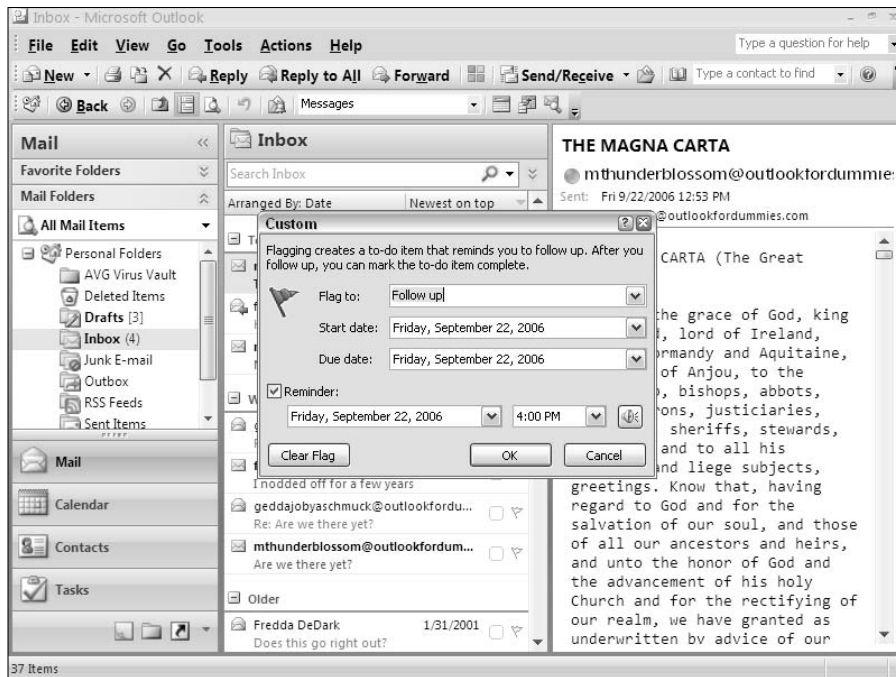 Inbox - Microsoft Outlook
File Edit View Go Tools Actions Help
Type a question for help
New Reply Reply to All Forward Send/Receive Type a contact to find
Back Messages
Mail
Favorite Folders
Mail Folders
All Mail Items
Personal Folders
AVG Virus Vault
Deleted Items
Drafts [3]
Inbox (4)
Junk E-mail
Outbox
RSS Feeds
Sent Items
Mail
Calendar
Contacts
Tasks
Inbox
Search Inbox
Arranged By: Date Newest on top
Custom
Flagging creates a to-do item that reminds you to follow up. After you
follow up, you can mark the to-do item complete.
Flag to: Follow up
Start date: Friday, September 22, 2006
Due date: Friday, September 22, 2006
Reminder:
Friday, September 22, 2006 4:00 PM
Clear Flag OK Cancel
I nodded off for a few years
geddajobyaschmuck@outlookfordu...
Re: Are we there yet?
mthunderblossom@outlookfordum...
Are we there yet?
Older
Fredda DeDark 1/31/2001
Does this go right out?
THE MAGNA CARTA
mthunderblossom@outlookfordummies
Sent: Fri 9/22/2006 12:53 PM
@outlookfordummies.com
CARTA (The Great
the grace of God, king
, lord of Ireland,
rmandy and Aquitaine,
of Anjou, to the
, bishops, abbots,
rons, justiciaries,
sheriffs, stewards,
and to all his
and liege subjects,
greetings. Know that, having
regard to God and for the
salvation of our soul, and those
of all our ancestors and heirs,
and unto the honor of God and
the advancement of his holy
Church and for the rectifying of
our realm, we have granted as
underwritten by advice of our
37 Items